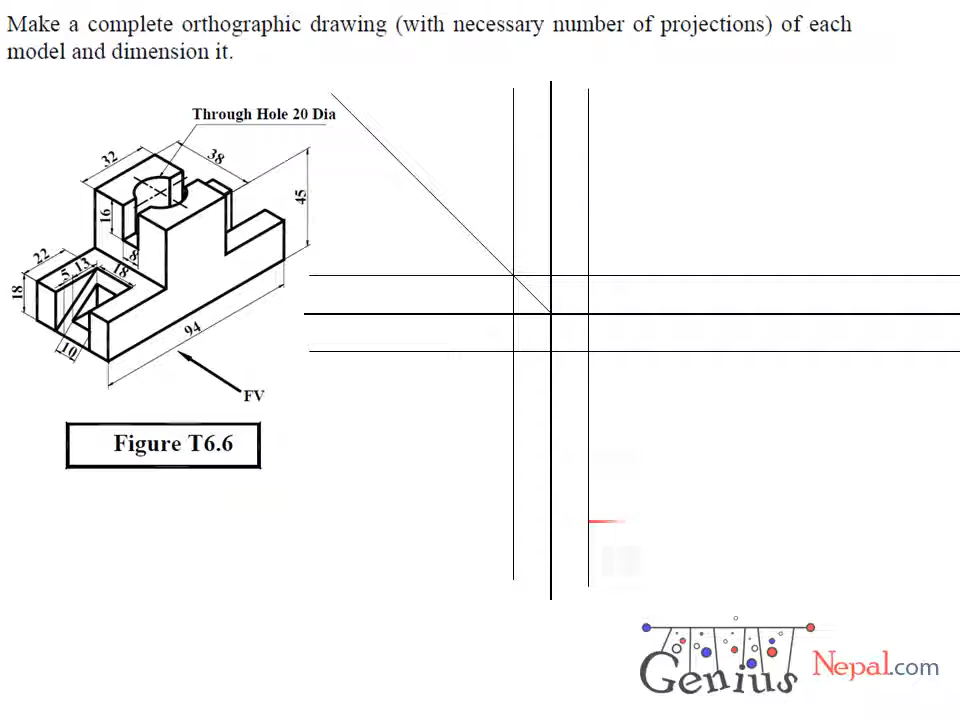 Make a complete orthographic drawing (with necessary number of projections) of each
model and dimension it.
Through Hole 20 Dia
32
38
45
16
8
22
5
13
18
18
94
10
FV
Figure T6.6
Genius
Nepal.com